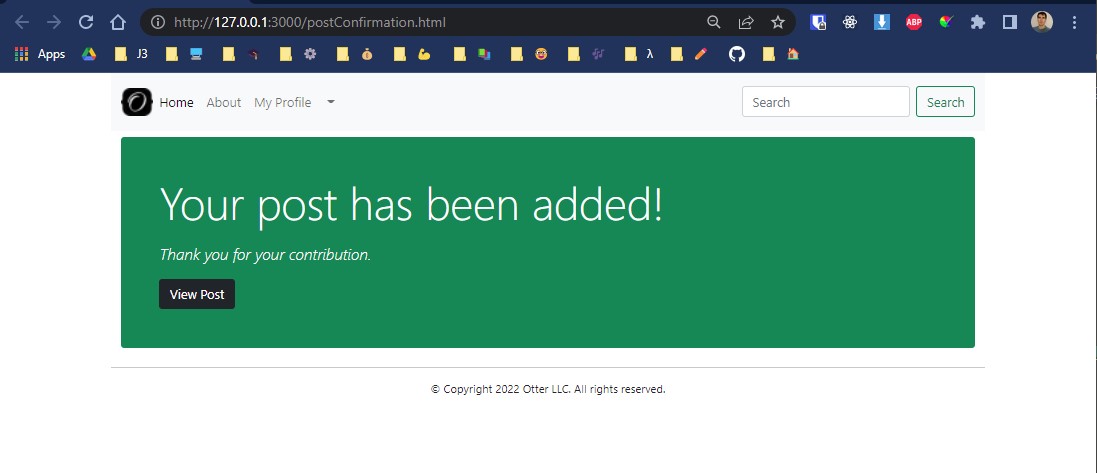 http://127.0.0.1:3000/postConfirmation.html
ABP
Apps
J3
λ
Home About My Profile
Search
Search
Your post has been added!
Thank you for your contribution.
View Post
© Copyright 2022 Otter LLC. All rights reserved.